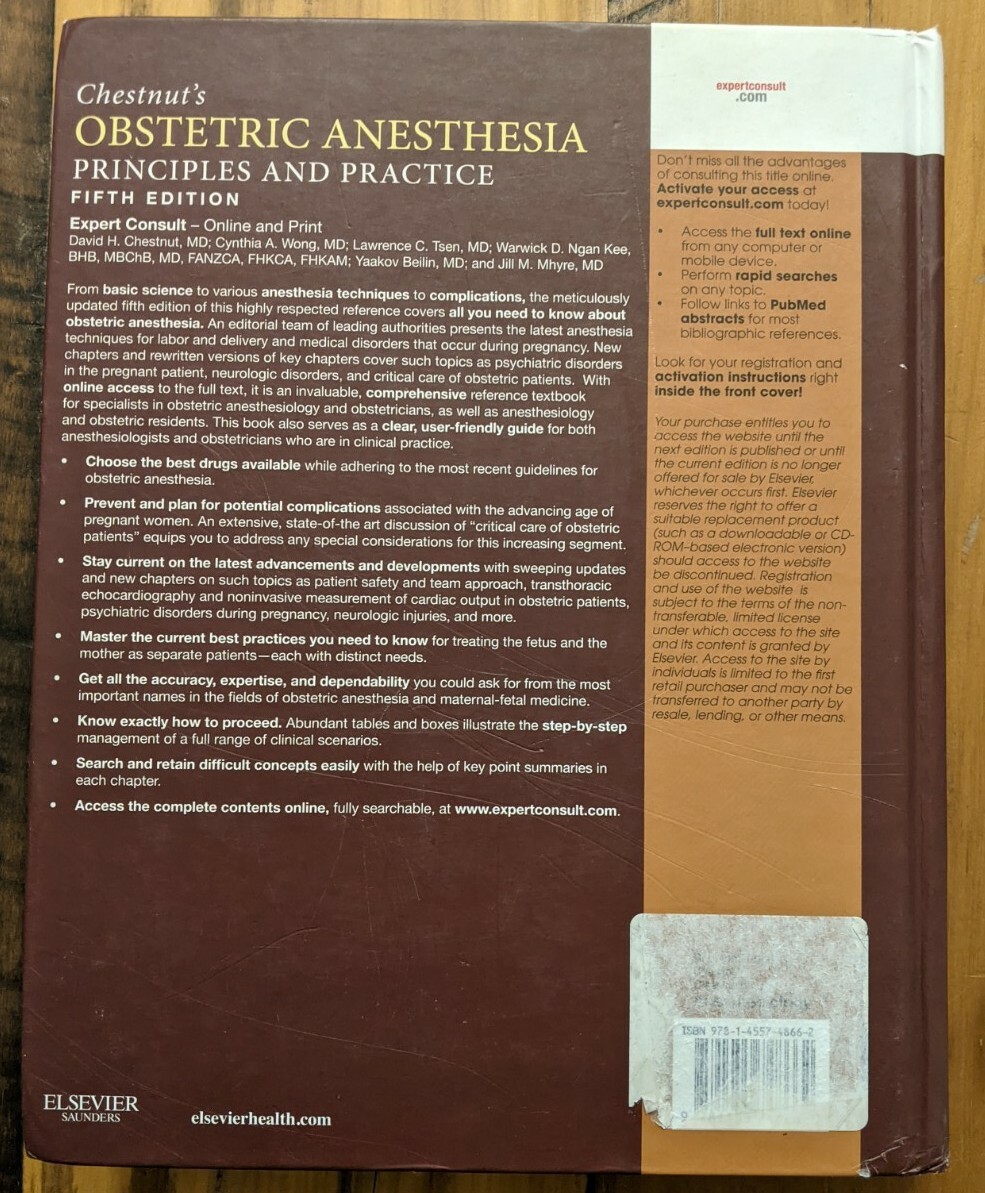 Chestnut's
OBSTETRIC ANESTHESIA
PRINCIPLES AND PRACTICE
FIFTH EDITION
Expert Consult – Online and Print
David H. Chestnut, MD; Cynthia A. Wong, MD; Lawrence C. Tsen, MD; Warwick D. Ngan Kee,
BHB, MBChB, MD, FANZCA, FHKCA, FHKAM; Yaakov Beilin, MD; and Jill M. Mhyre, MD
From basic science to various anesthesia techniques to complications, the meticulously
updated fifth edition of this highly respected reference covers all you need to know about
obstetric anesthesia. An editorial team of leading authorities presents the latest anesthesia
techniques for labor and delivery and medical disorders that occur during pregnancy. New
chapters and rewritten versions of key chapters cover such topics as psychiatric disorders
in the pregnant patient, neurologic disorders, and critical care of obstetric patients. With
online access to the full text, it is an invaluable, comprehensive reference textbook
for specialists in obstetric anesthesiology and obstetricians, as well as anesthesiology
and obstetric residents. This book also serves as a clear, user-friendly guide for both
anesthesiologists and obstetricians who are in clinical practice.
• Choose the best drugs available while adhering to the most recent guidelines for
obstetric anesthesia.
• Prevent and plan for potential complications associated with the advancing age of
pregnant women. An extensive, state-of-the art discussion of "critical care of obstetric
patients" equips you to address any special considerations for this increasing segment.
• Stay current on the latest advancements and developments with sweeping updates
and new chapters on such topics as patient safety and team approach, transthoracic
echocardiography and noninvasive measurement of cardiac output in obstetric patients,
psychiatric disorders during pregnancy, neurologic injuries, and more.
• Master the current best practices you need to know for treating the fetus and the
mother as separate patients—each with distinct needs.
• Get all the accuracy, expertise, and dependability you could ask for from the most
important names in the fields of obstetric anesthesia and maternal-fetal medicine.
• Know exactly how to proceed. Abundant tables and boxes illustrate the step-by-step
management of a full range of clinical scenarios.
• Search and retain difficult concepts easily with the help of key point summaries in
each chapter.
• Access the complete contents online, fully searchable, at www.expertconsult.com.
ELSEVIER
SAUNDERS
elsevierhealth.com
expertconsult
.com
Don't miss all the advantages
of consulting this title online.
Activate your access at
expertconsult.com today!
• Access the full text online
from any computer or
mobile device.
• Perform rapid searches
on any topic.
• Follow links to PubMed
abstracts for most
bibliographic references.
Look for your registration and
activation instructions right
inside the front cover!
Your purchase entitles you to
access the website until the
next edition is published or until
the current edition is no longer
offered for sale by Elsevier,
whichever occurs first. Elsevier
reserves the right to offer a
suitable replacement product
(such as a downloadable or CD-
ROM-based electronic version)
should access to the website
be discontinued. Registration
and use of the website is
subject to the terms of the non-
transferable, limited license
under which access to the site
and its content is granted by
Elsevier. Access to the site by
individuals is limited to the first
retail purchaser and may not be
transferred to another party by
resale, lending, or other means.
ISBN 978-1-4557-4866-2
9